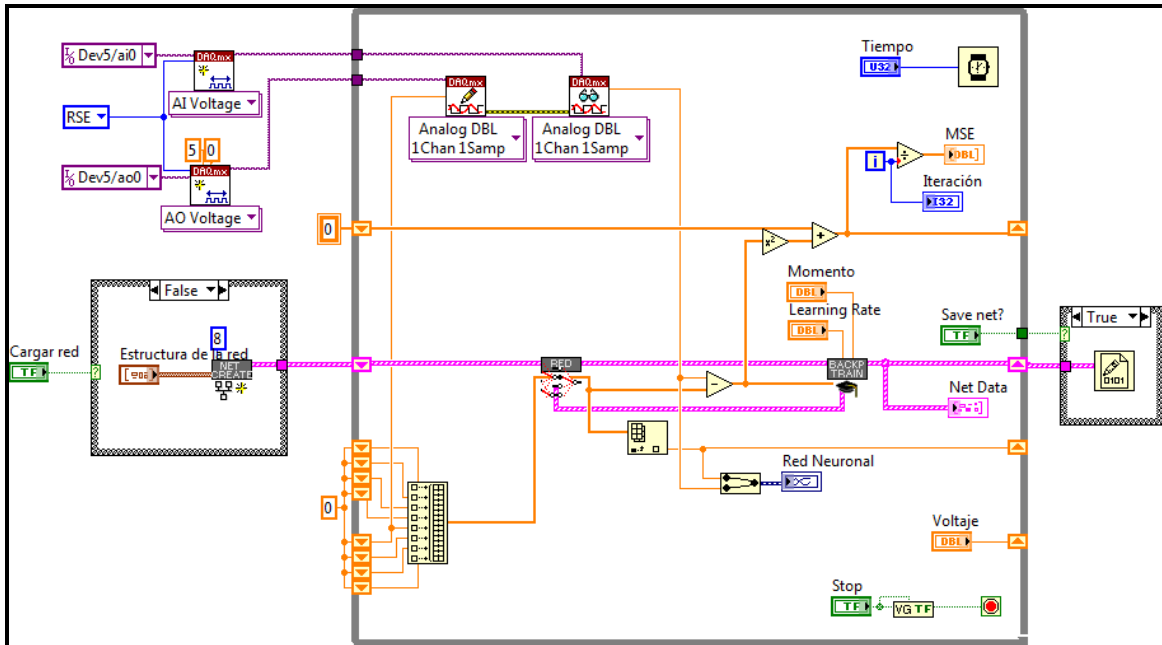 Dev5/ai0
DAQmx
AI Voltage
RSE
5 0
Dev5/ao0
DAQmx
AO Voltage
DAQmx
Analog DBL
1Chan 1Samp
DAQmx
Analog DBL
1Chan 1Samp
Tiempo
U32
MSE
DBL
i
Iteración
I32
0
x²
+
÷
False
8
Cargar red
TF
?
Estructura de la red
NET
CREATE
Momento
DBL
Learning Rate
DBL
RED
-
BACKP
TRAIN
Save net?
TF
True
?
0101
Net Data
Red Neuronal
0
Voltaje
DBL
Stop
TF
VG TF